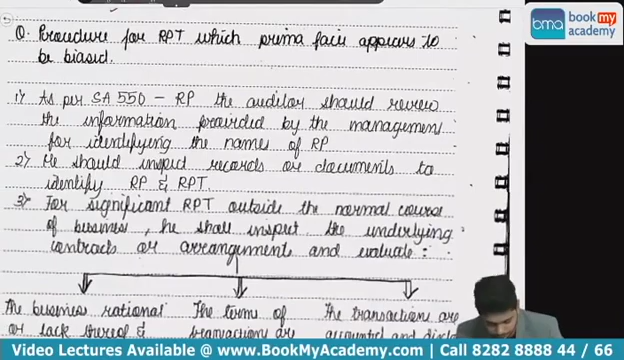 bma
book my
academy
Q. Procedure for RPT which prima facie appears to
be biased.
1) As per SA 550 - RP the auditor should review
the information provided by the management
for identifying the names of RP
2) He should inspect records or documents to
identify RP & RPT.
3) For significant RPT outside the normal course
of business, he shall inspect the underlying
contracts or arrangements and evaluate :
The business rational
or lack thereof &
The terms of
transaction are
The transactions are
accounted and
Video Lectures Available @ www.BookMyAcademy.com | Call 8282 8888 44 / 66